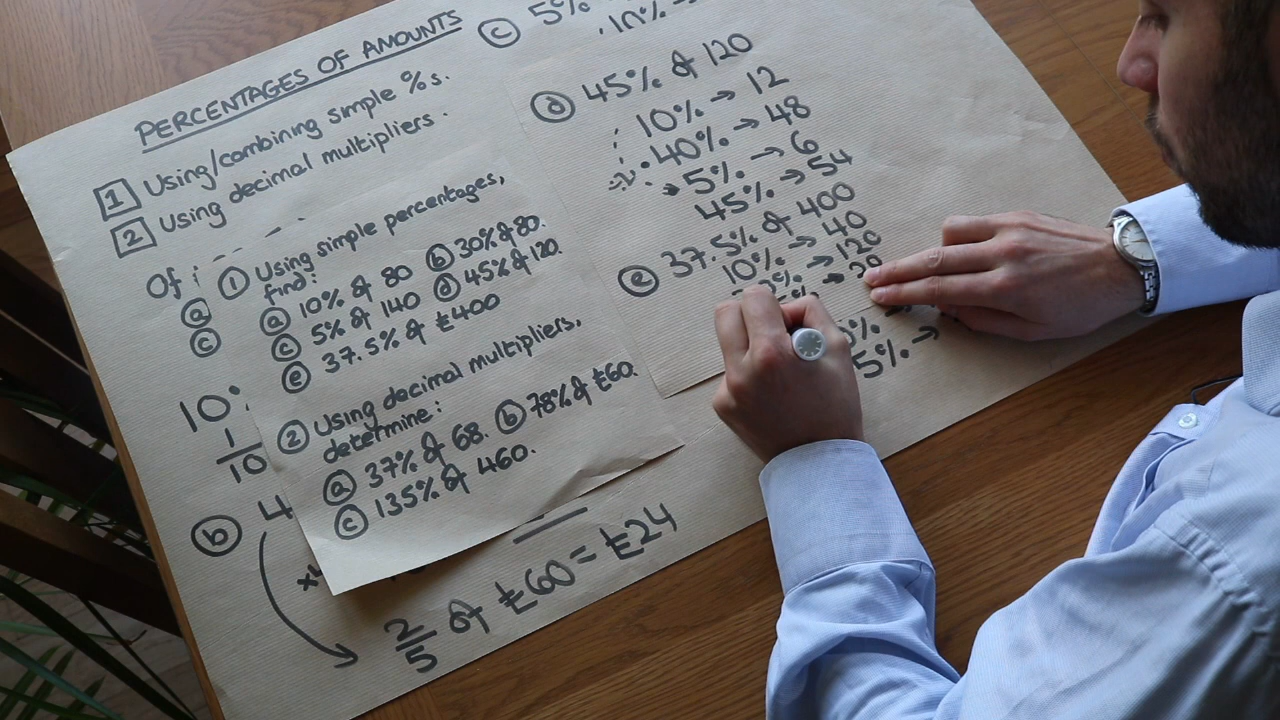 PERCENTAGES OF AMOUNTS
1 Using/combining simple %s.
2 Using decimal multipliers.
Of
a
c
10%
1/10
b 4
x4
2/5 of £60 = £24
1 Using simple percentages,
find:
a 10% of 80 b 30% of 80.
c 5% of 140 d 45% of 120.
e 37.5% of £400
2 Using decimal multipliers,
determine:
a 37% of 68. b 78% of £60.
c 135% of 460.
c 5%
10% →
d 45% of 120
10% → 12
40% → 48
5% → 6
45% → 54
e 37.5% of 400
10% → 40
% → 120
5% → 20
5% →
5% →